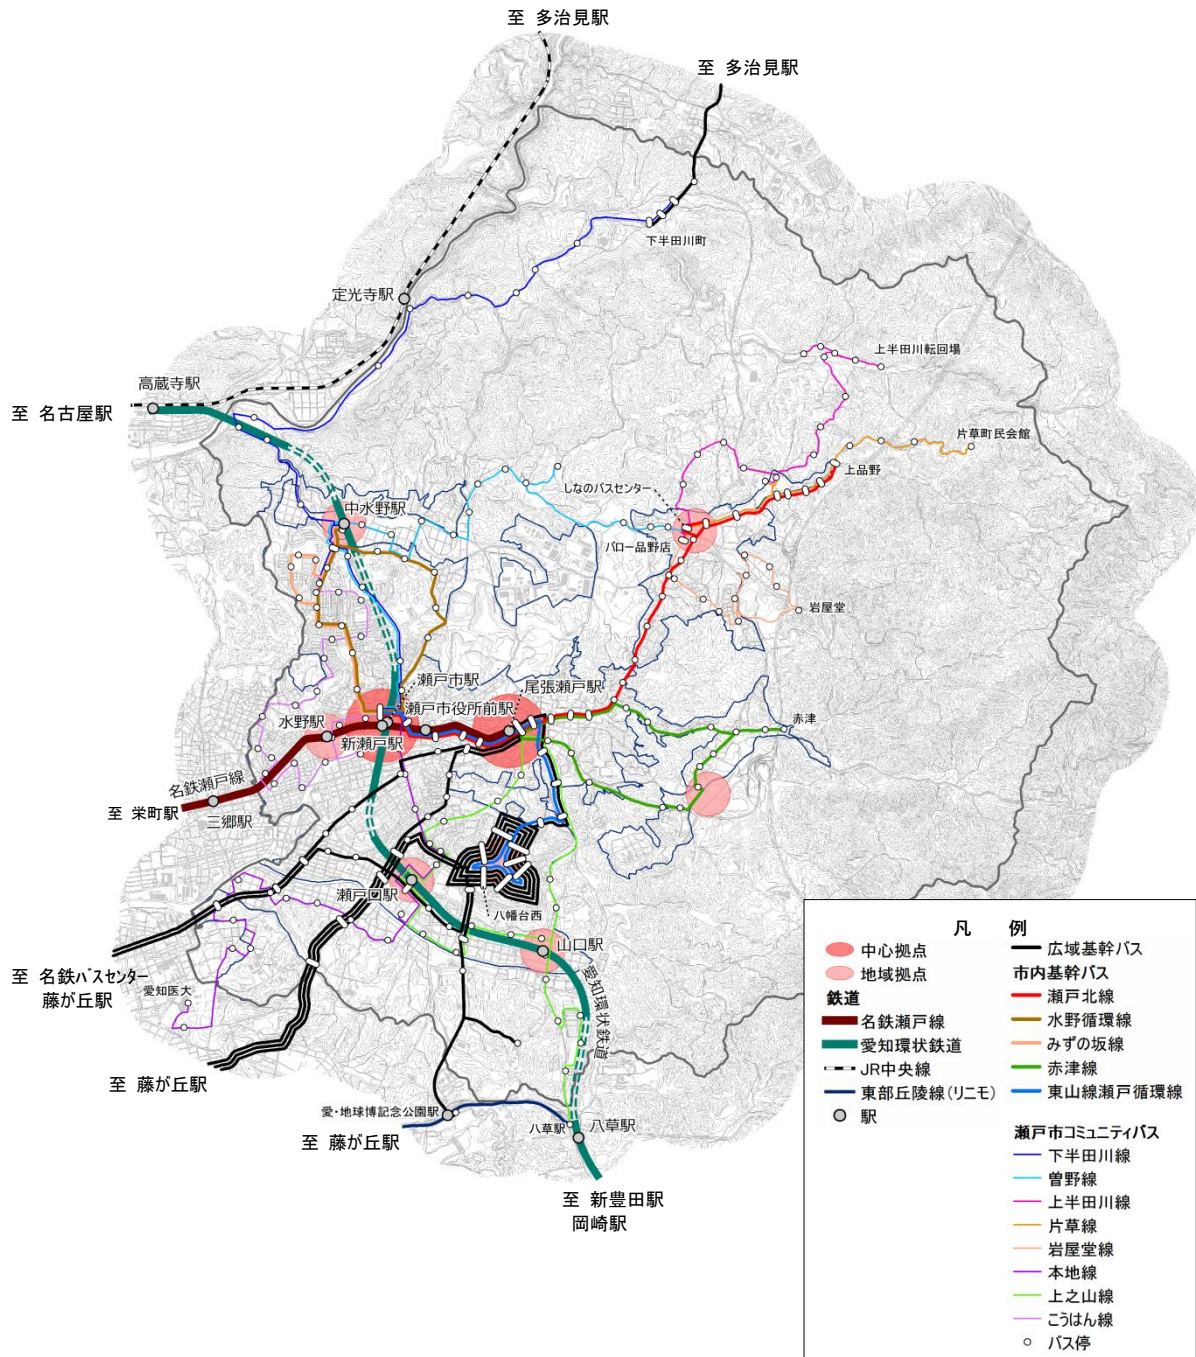 至 多治見駅
至 多治見駅
下半田川町
定光寺駅
上半田川転回場
高蔵寺駅
至 名古屋駅
片草町民会館
上品野
しなのバスセンター
中水野駅
バロー品野店
岩屋堂
瀬戸市駅
尾張瀬戸駅
瀬戸市役所前駅
水野駅
赤津
新瀬戸駅
名鉄瀬戸線
至 栄町駅
三郷駅
瀬戸口駅
八幡台西
山口駅
愛知環状鉄道
至 名鉄バスセンター
藤が丘駅
愛知医大
至 藤が丘駅
愛・地球博記念公園駅
至 藤が丘駅
八草駅
八草駅
至 新豊田駅
岡崎駅
凡 例
中心拠点
地域拠点
鉄道
名鉄瀬戸線
愛知環状鉄道
JR中央線
東部丘陵線(リニモ)
駅
広域基幹バス
市内基幹バス
瀬戸北線
水野循環線
みずの坂線
赤津線
東山線瀬戸循環線
瀬戸市コミュニティバス
下半田川線
曽野線
上半田川線
片草線
岩屋堂線
本地線
上之山線
こうはん線
バス停